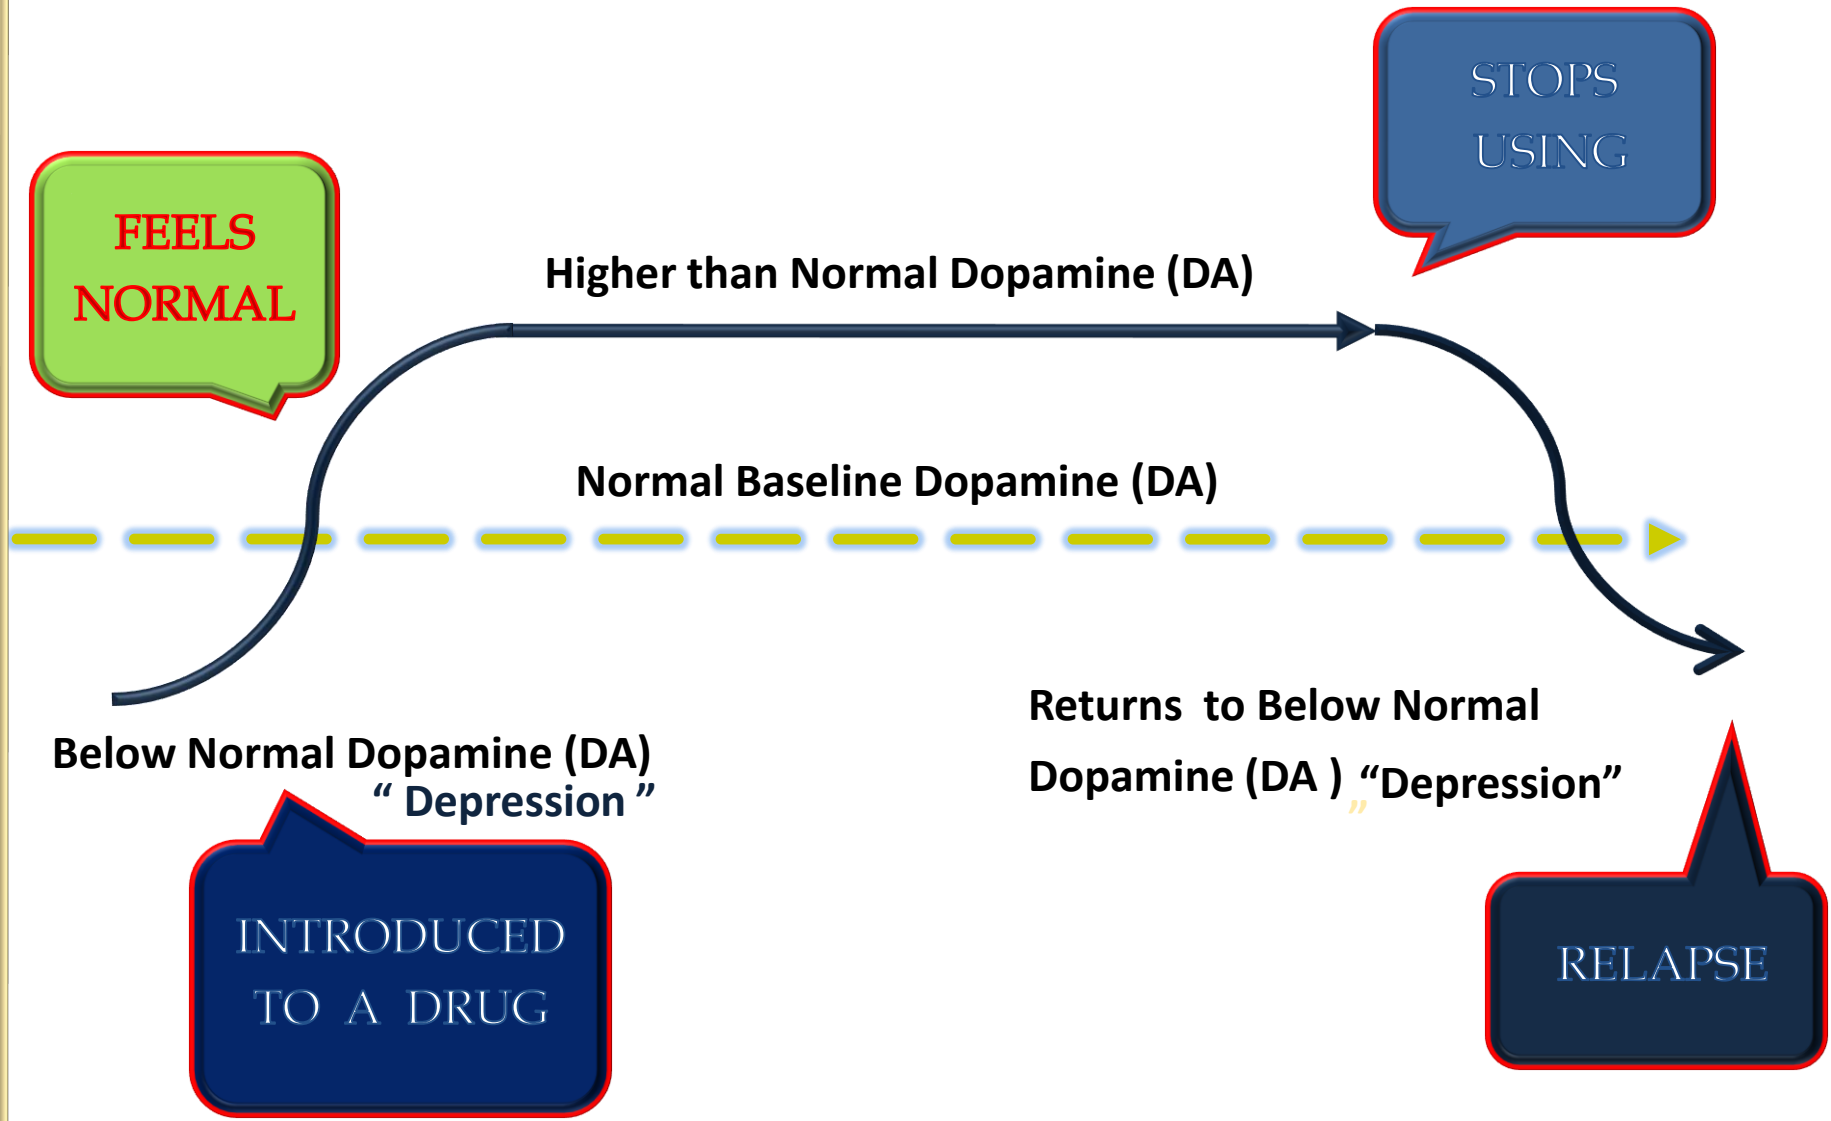 STOPS
USING
FEELS
NORMAL
Higher than Normal Dopamine (DA)
Normal Baseline Dopamine (DA)
Below Normal Dopamine (DA)
“ Depression ”
Returns to Below Normal
Dopamine (DA ) “Depression”
”
INTRODUCED
TO A DRUG
RELAPSE